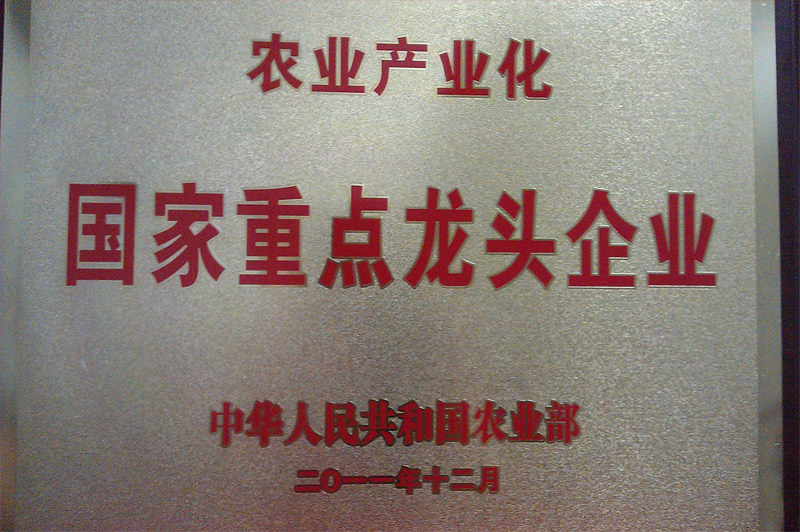 农业产业化
国家重点龙头企业
中华人民共和国农业部
二〇一一年十二月